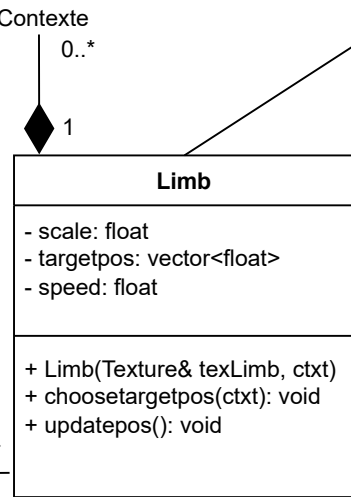 Contexte
0..*
1
Limb
- scale: float
- targetpos: vector<float>
- speed: float
+ Limb(Texture& texLimb, ctxt)
+ choosetargetpos(ctxt): void
+ updatepos(): void